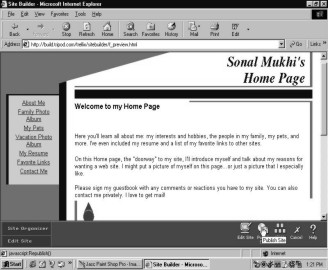 Site Builder - Microsoft Internet Explorer
File Edit View Favorites Tools Help
Back Forward Stop Refresh Home Search Favorites History Mail Print Edit
Address http://build.tripod.com/trellix/sitebuilder/f_preview.html Go Links »
Sonal Mukhi's
Home Page
About Me
Family Photo
Album
My Pets
Vacation Photo
Album
My Resume
Favorite Links
Contact Me
Welcome to my Home Page
Here you'll learn all about me: my interests and hobbies, the people in my family, my pets, and
more. I've even included my resume and a list of my favorite links to other sites.
On this Home Page, the "doorway" to my site, I'll introduce myself and talk about my reasons for
wanting a web site. I might put a picture of myself on this page...or just a picture that I especially
like.
Please sign my guestbook with any comments or reactions you have to my site. You can also
contact me privately. I love to get mail!
Site Organizer
Edit Site
Edit Site Cancel Help
Publish Site
javascript:Republish() Internet
Start Jasc Paint Shop Pro - Ima... Site Builder - Micros... 1:21 PM